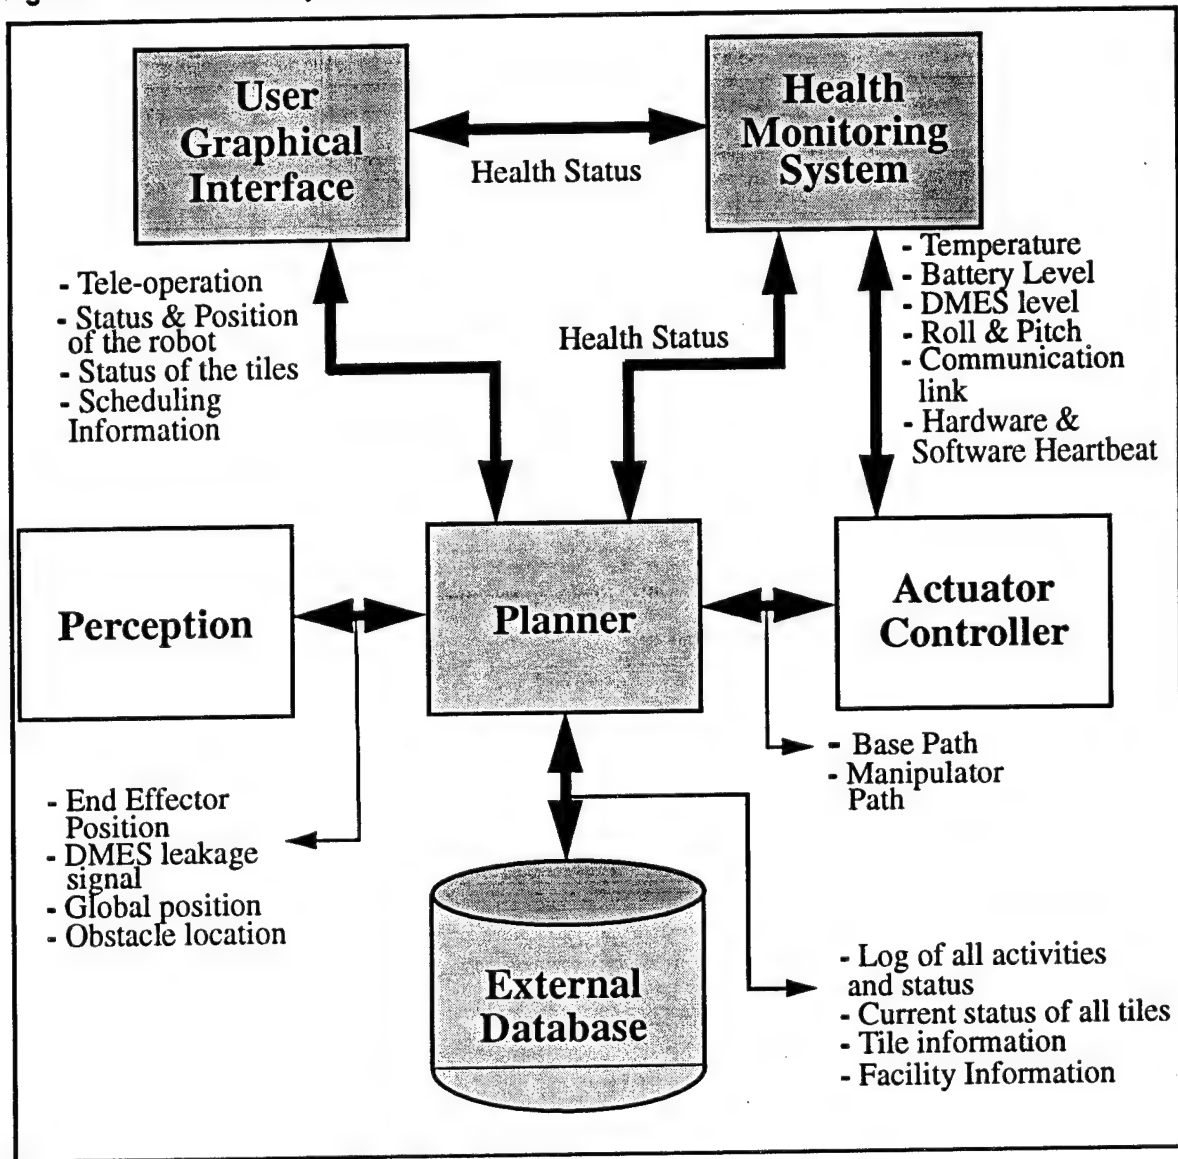 User
Graphical
Interface
Health
Monitoring
System
Health Status
- Tele-operation
- Status & Position
of the robot
- Status of the tiles
- Scheduling
Information
Health Status
- Temperature
- Battery Level
- DMES level
- Roll & Pitch
- Communication
link
- Hardware &
Software Heartbeat
Perception
Planner
Actuator
Controller
- Base Path
- Manipulator
Path
- End Effector
Position
- DMES leakage
signal
- Global position
- Obstacle location
External
Database
- Log of all activities
and status
- Current status of all tiles
- Tile information
- Facility Information